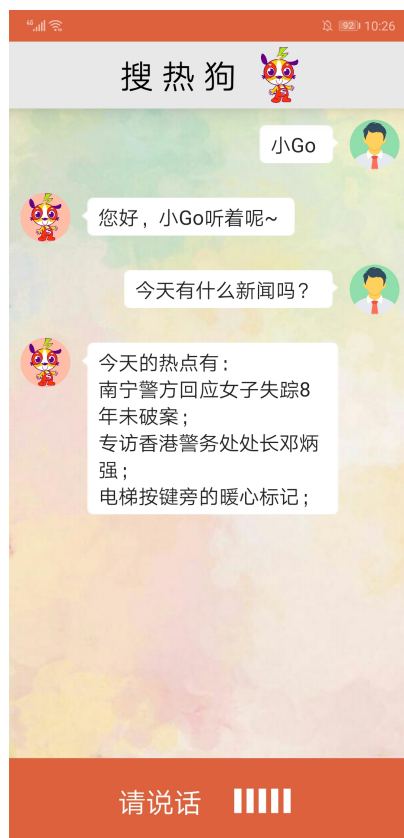 92 10:26
搜热狗
小Go
您好，小Go听着呢~
今天有什么新闻吗?
今天的热点有:
南宁警方回应女子失踪8
年未破案;
专访香港警务处处长邓炳
强;
电梯按键旁的暖心标记;
请说话